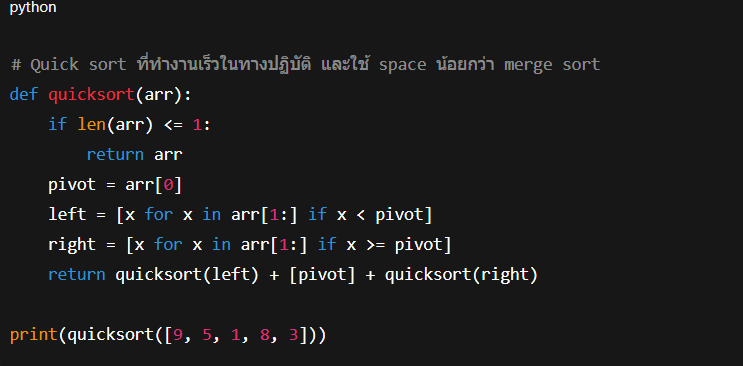 python
# Quick sort ที่ทำงานเร็วในทางปฏิบัติ และใช้ space น้อยกว่า merge sort
def quicksort(arr):
    if len(arr) <= 1:
        return arr
    pivot = arr[0]
    left = [x for x in arr[1:] if x < pivot]
    right = [x for x in arr[1:] if x >= pivot]
    return quicksort(left) + [pivot] + quicksort(right)
print(quicksort([9, 5, 1, 8, 3]))